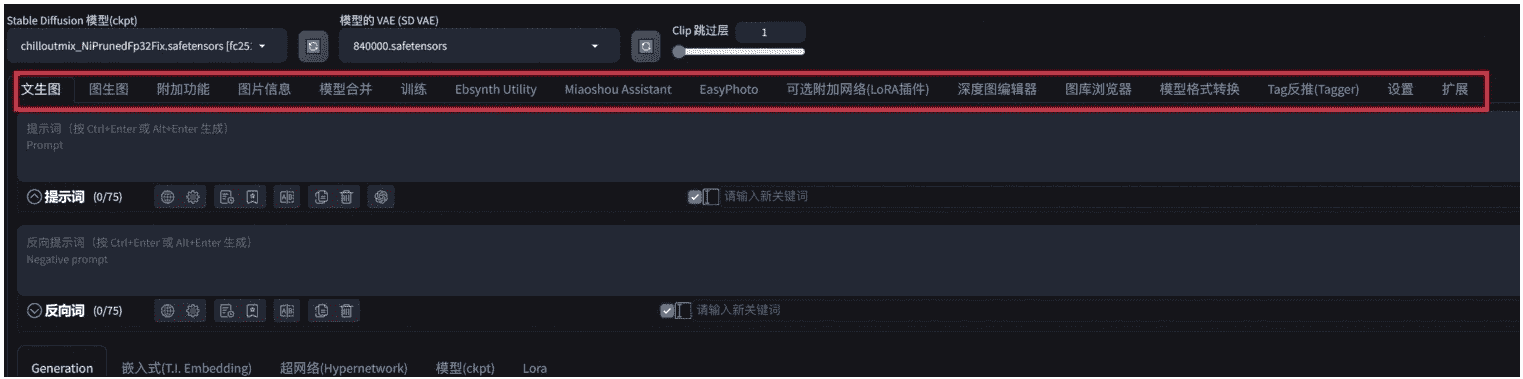 Stable Diffusion 模型(ckpt) 模型的 VAE (SD VAE) Clip 跳过层 1
chilloutmix_NiPrunedFp32Fix.safetensors [fc25: 840000.safetensors
文生图 图生图 附加功能 图片信息 模型合并 训练 Ebsynth Utility Miaoshou Assistant EasyPhoto 可选附加网络(LoRA插件) 深度图编辑器 图库浏览器 模型格式转换 Tag反推(Tagger) 设置 扩展
提示词（按 Ctrl+Enter 或 Alt+Enter 生成）
Prompt
提示词 (0/75) 请输入新关键词
反向提示词（按 Ctrl+Enter 或 Alt+Enter 生成）
Negative prompt
反向词 (0/75) 请输入新关键词
Generation 嵌入式(T.I. Embedding) 超网络(Hypernetwork) 模型(ckpt) Lora